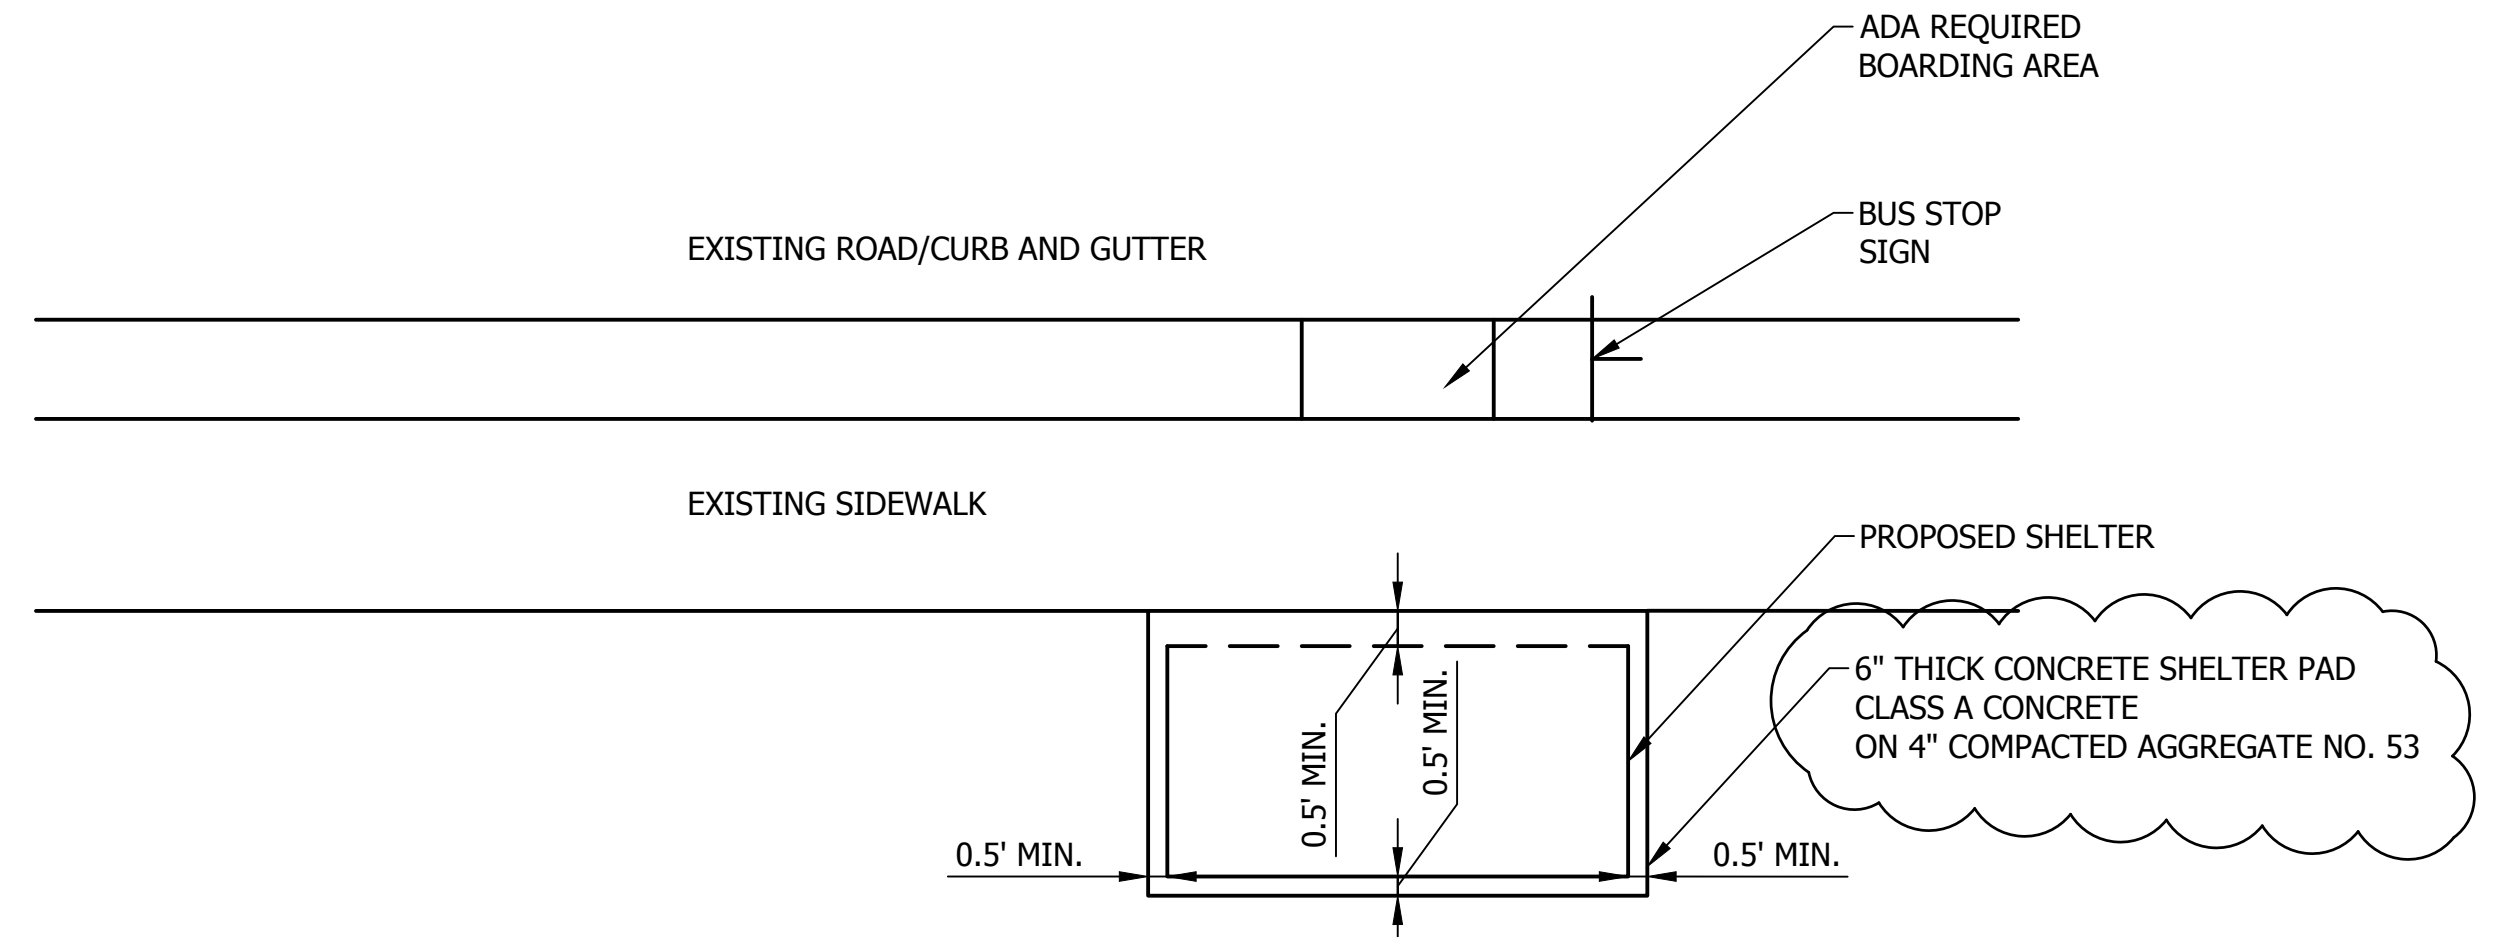 ADA REQUIRED
BOARDING AREA
BUS STOP
SIGN
EXISTING ROAD/CURB AND GUTTER
EXISTING SIDEWALK
PROPOSED SHELTER
6" THICK CONCRETE SHELTER PAD
CLASS A CONCRETE
ON 4" COMPACTED AGGREGATE NO. 53
0.5' MIN.
0.5' MIN.
0.5' MIN.
0.5' MIN.